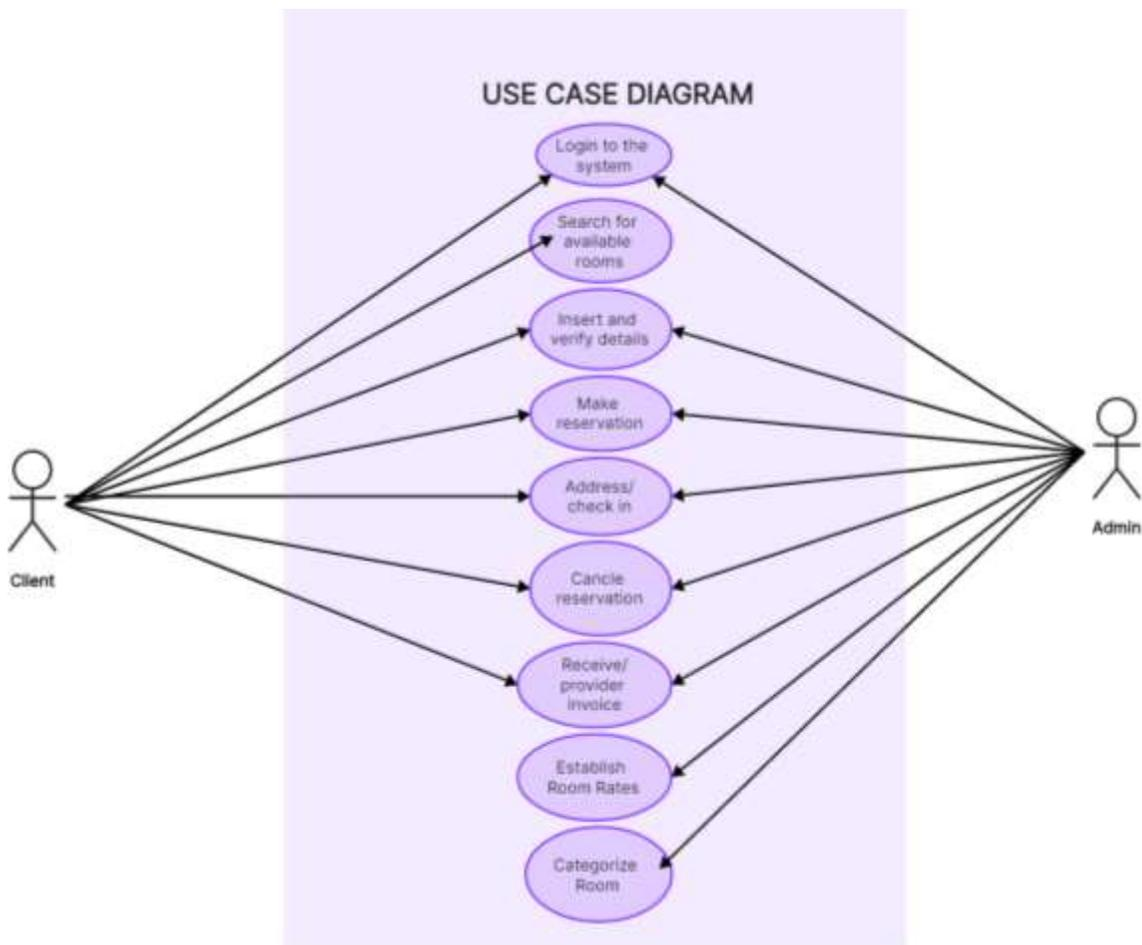 USE CASE DIAGRAM
Login to the
system
Search for
available
rooms
Insert and
verify details
Make
reservation
Address/
check in
Cancle
reservation
Receive/
provider
invoice
Establish
Room Rates
Categorize
Room
Client
Admin